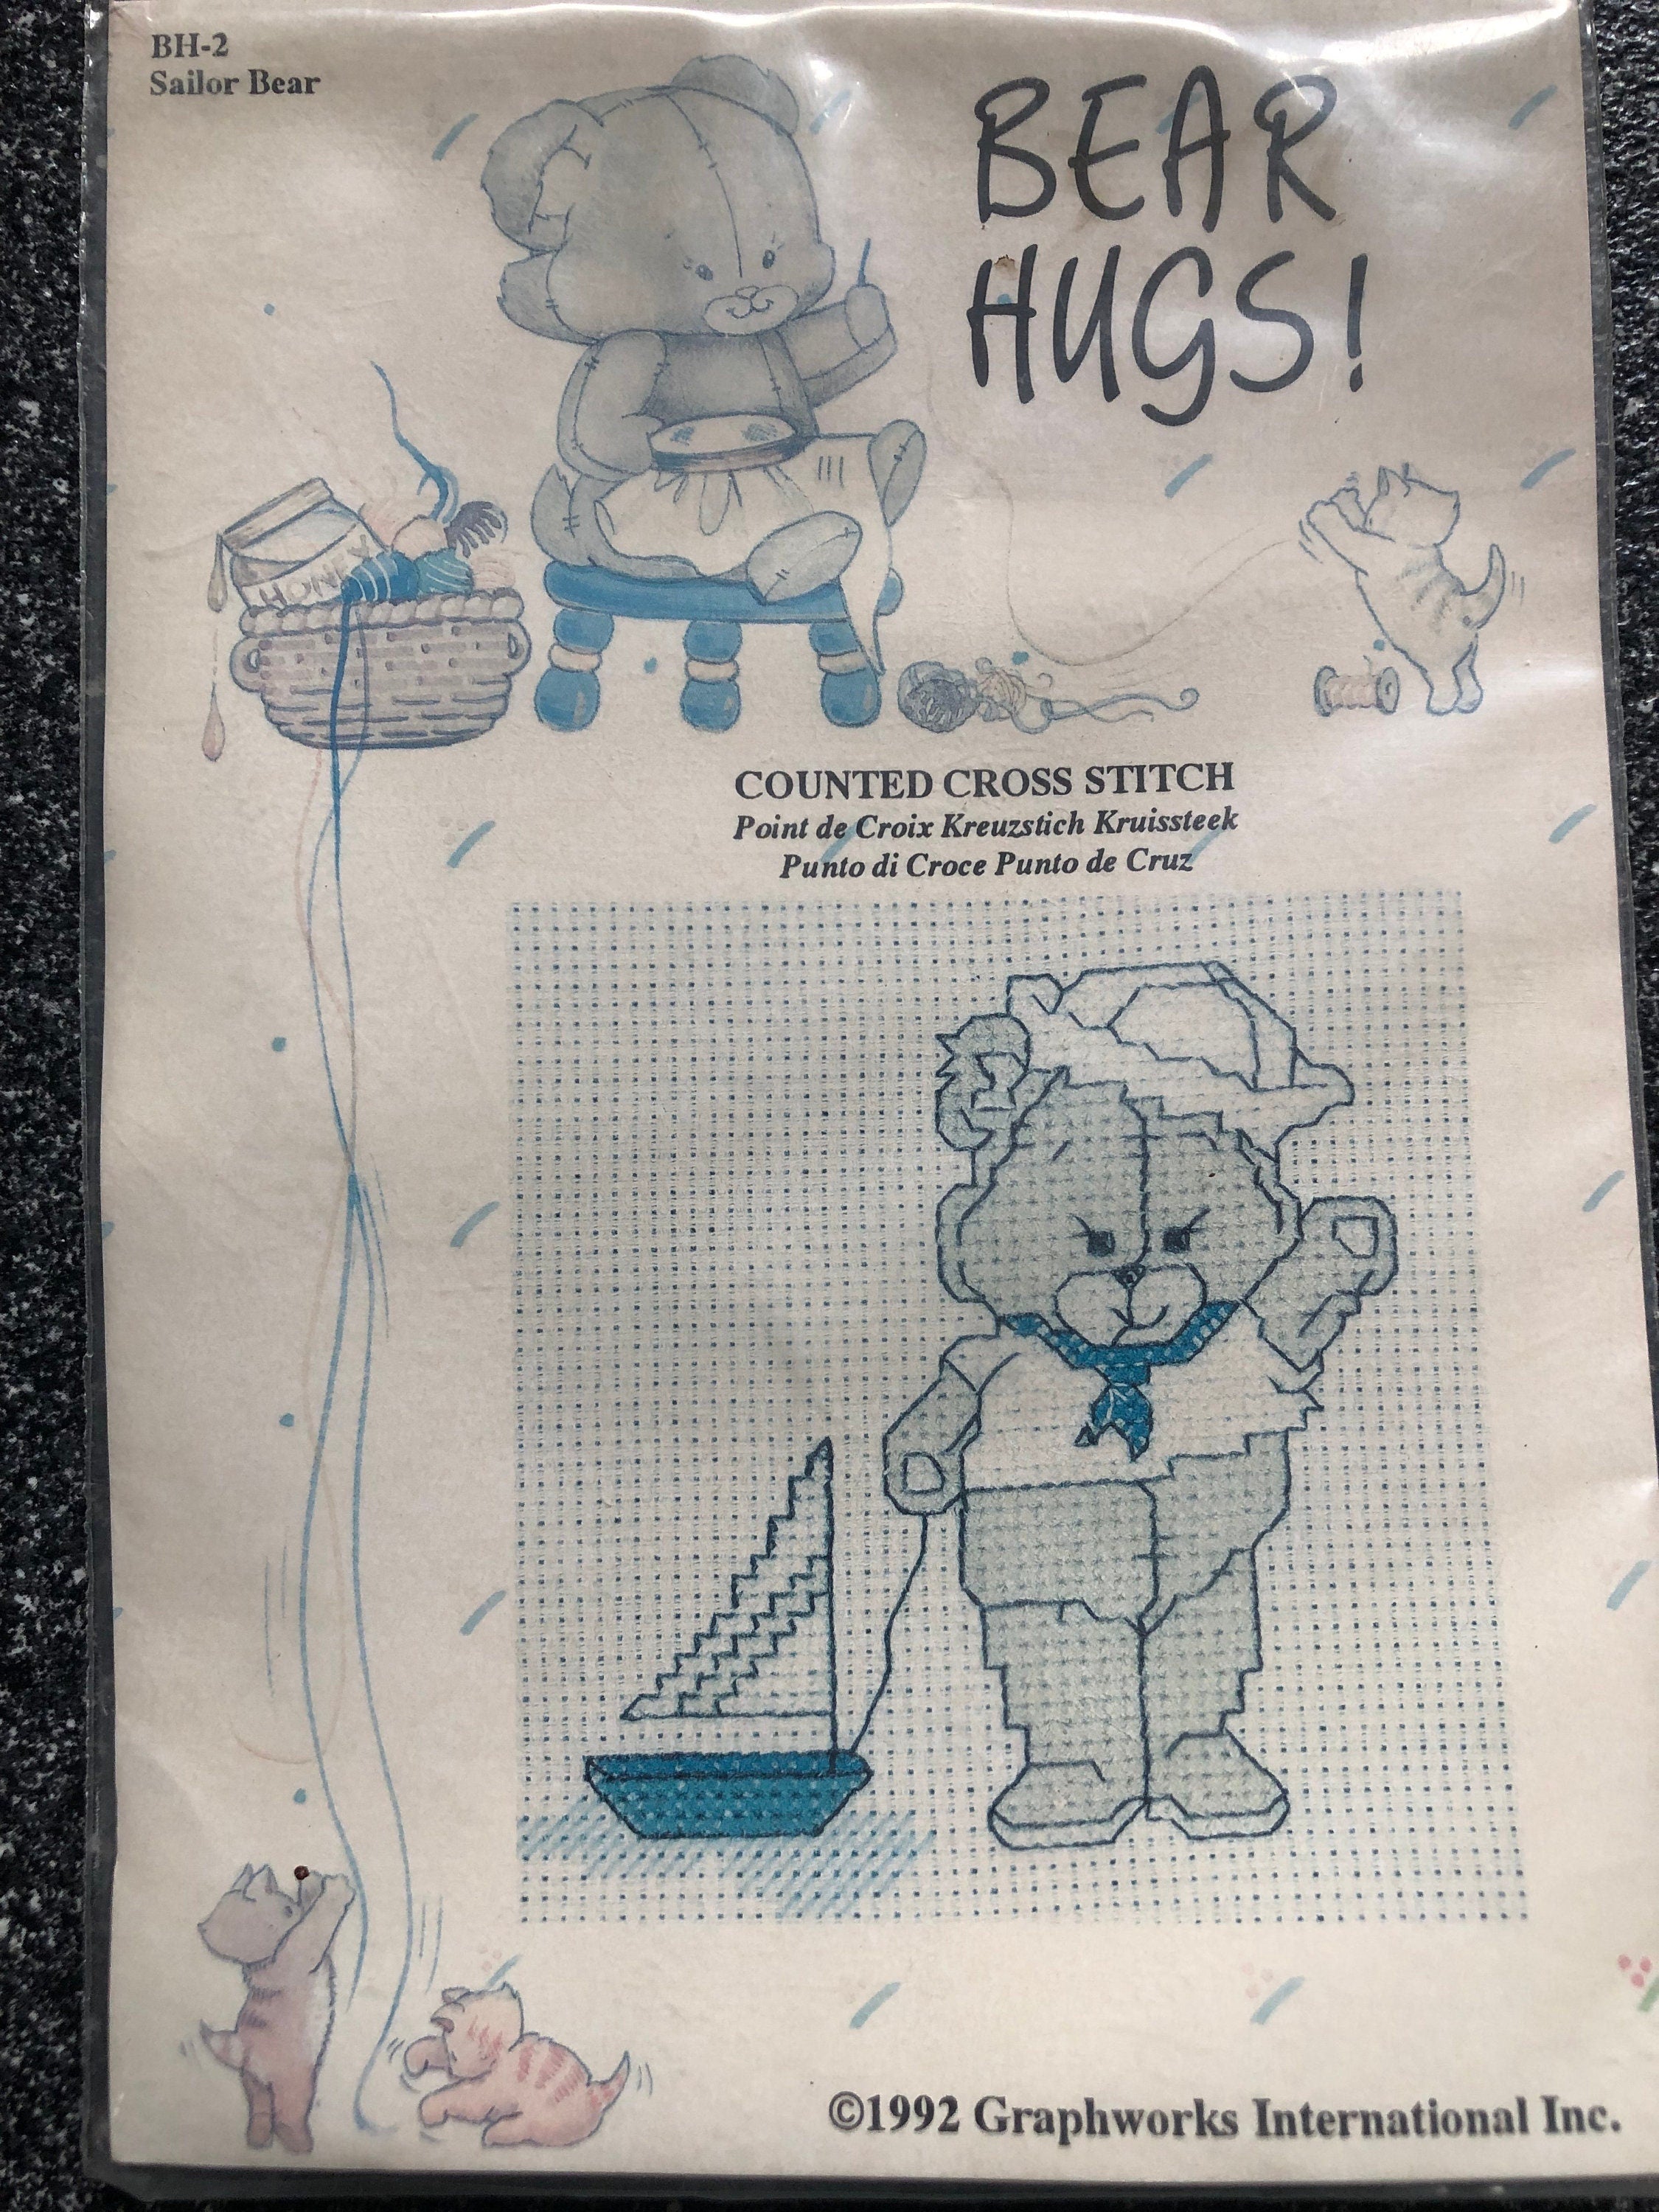 BH-2
Sailor Bear
BEAR
HUGS!
HONEY
COUNTED CROSS STITCH
Point de Croix Kreuzstich Kruissteek
Punto di Croce Punto de Cruz
©1992 Graphworks International Inc.